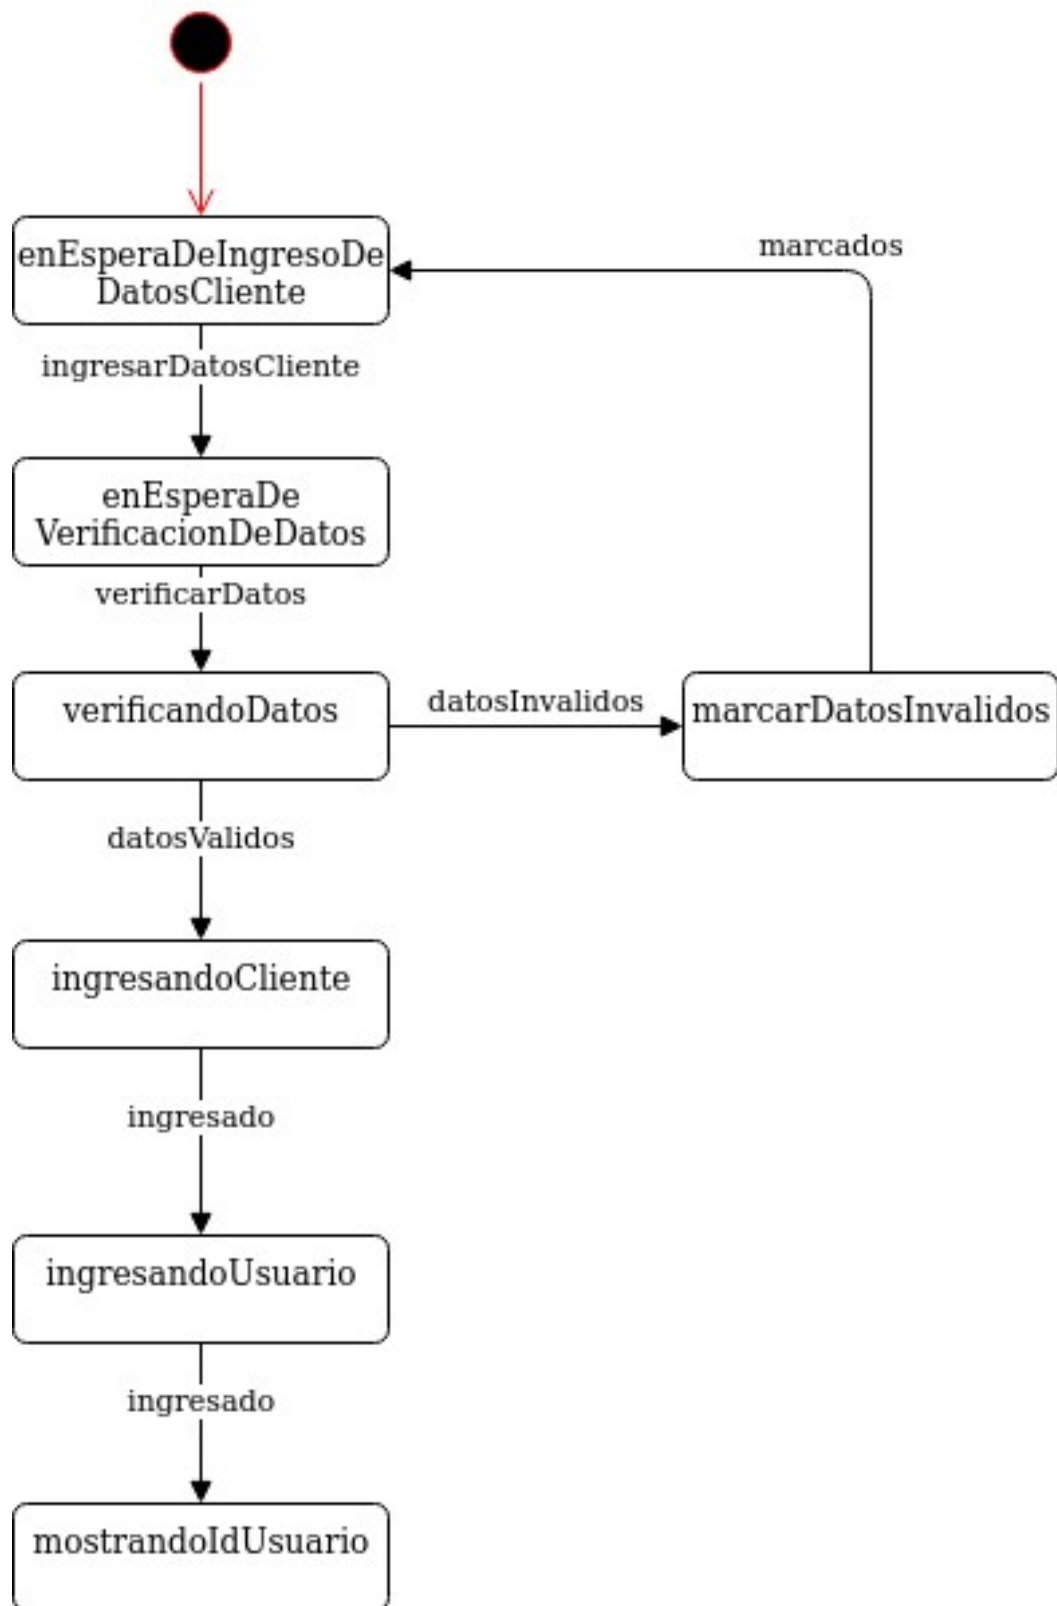 marcados
enEsperaDeIngresoDe
DatosCliente
ingresarDatosCliente
enEsperaDe
VerificacionDeDatos
verificarDatos
verificandoDatos
datosInvalidos
marcarDatosInvalidos
datosValidos
ingresandoCliente
ingresado
ingresandoUsuario
ingresado
mostrandoIdUsuario